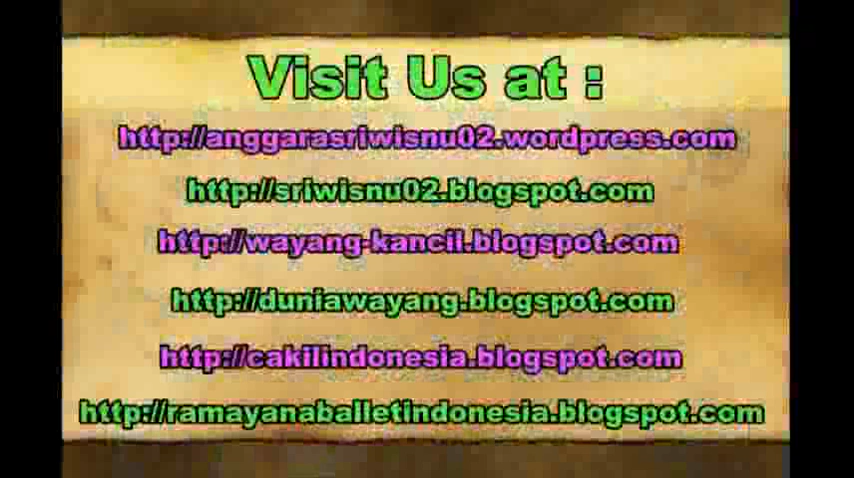 Visit Us at :
http://anggarasriwisnu02.wordpress.com
http://sriwisnu02.blogspot.com
http://wayang-kancil.blogspot.com
http://duniawayang.blogspot.com
http://cakilindonesia.blogspot.com
http://ramayanaballetindonesia.blogspot.com